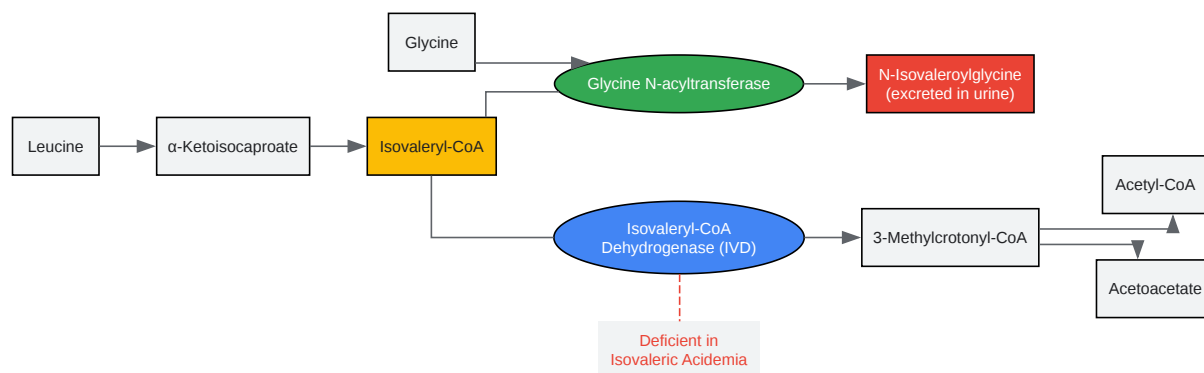 Glycine
Glycine N-acyltransferase
N-Isovaleroylglycine
(excreted in urine)
Leucine
α-Ketoisocaproate
Isovaleryl-CoA
Acetyl-CoA
Isovaleryl-CoA
Dehydrogenase (IVD)
3-Methylcrotonyl-CoA
Acetoacetate
Deficient in
Isovaleric Acidemia